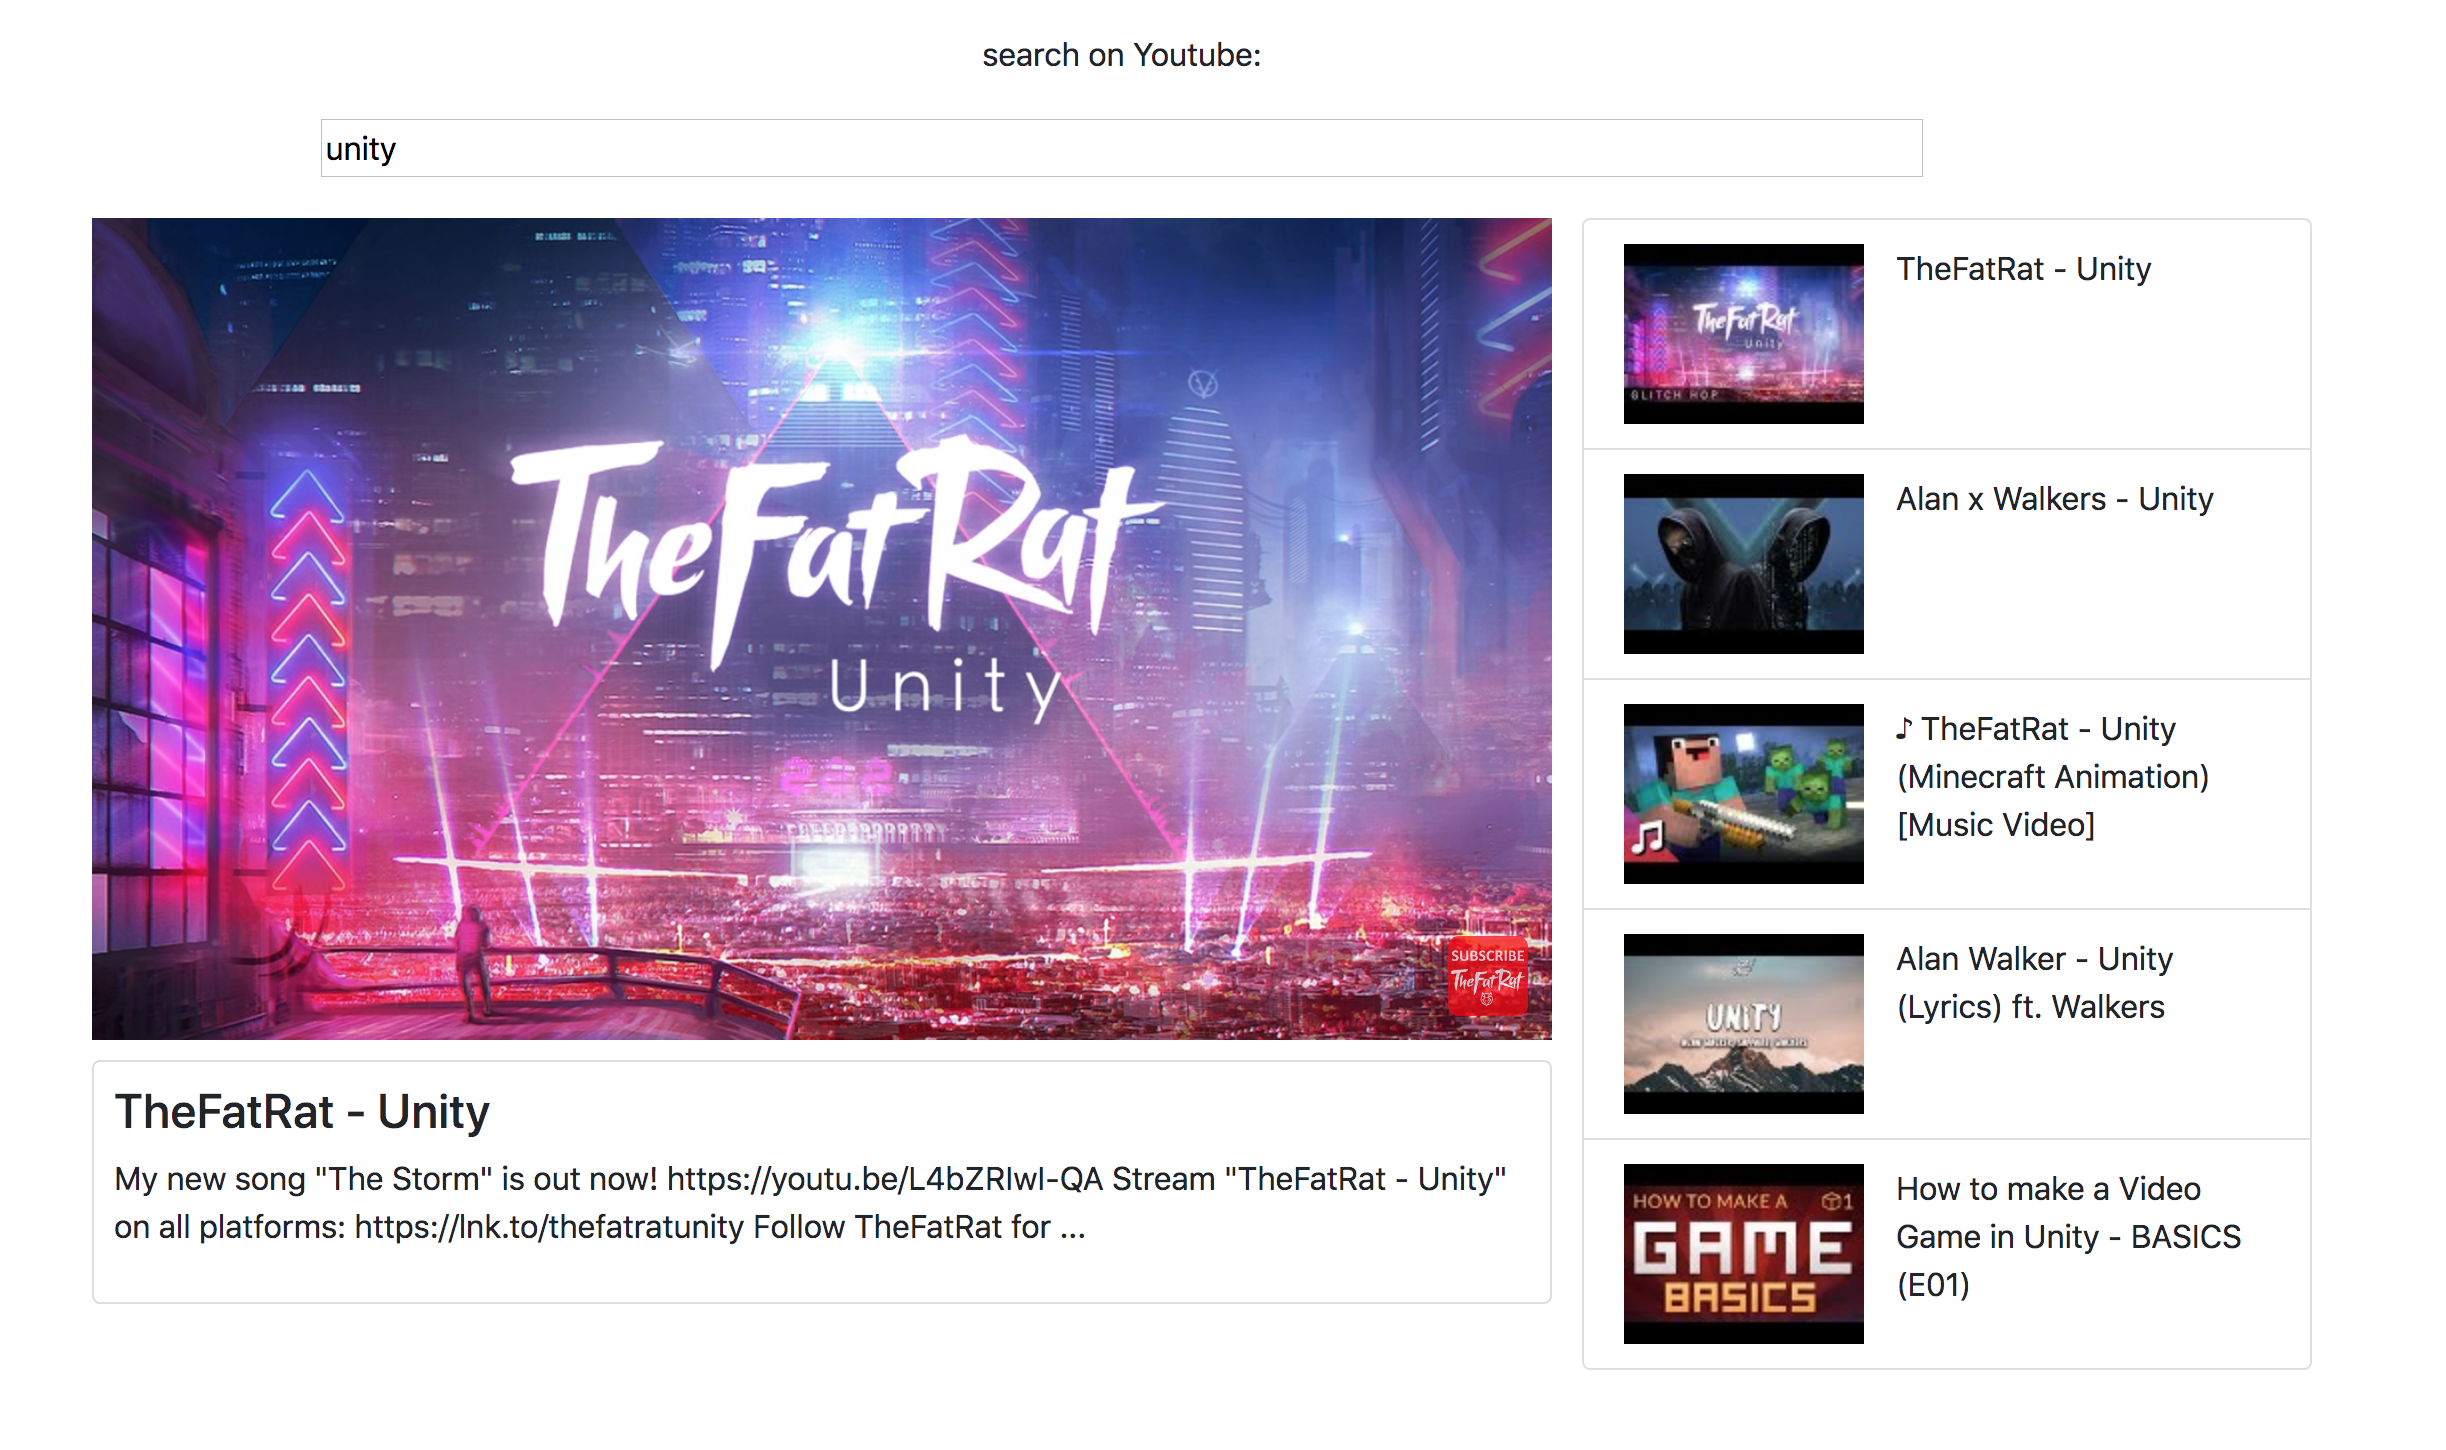 search on Youtube:
unity
TheFatRat
Unity
222
SUBSCRIBE
TheFatRat
TheFatRat - Unity
My new song "The Storm" is out now! https://youtu.be/L4bZRIwI-QA Stream "TheFatRat - Unity"
on all platforms: https://lnk.to/thefatratunity Follow TheFatRat for ...
TheFatRat
Unity
GLITCH HOP
TheFatRat - Unity
Alan x Walkers - Unity
♪ TheFatRat - Unity
(Minecraft Animation)
[Music Video]
UNITY
Alan Walker - Unity
(Lyrics) ft. Walkers
HOW TO MAKE A 1
GAME
BASICS
How to make a Video
Game in Unity - BASICS
(E01)